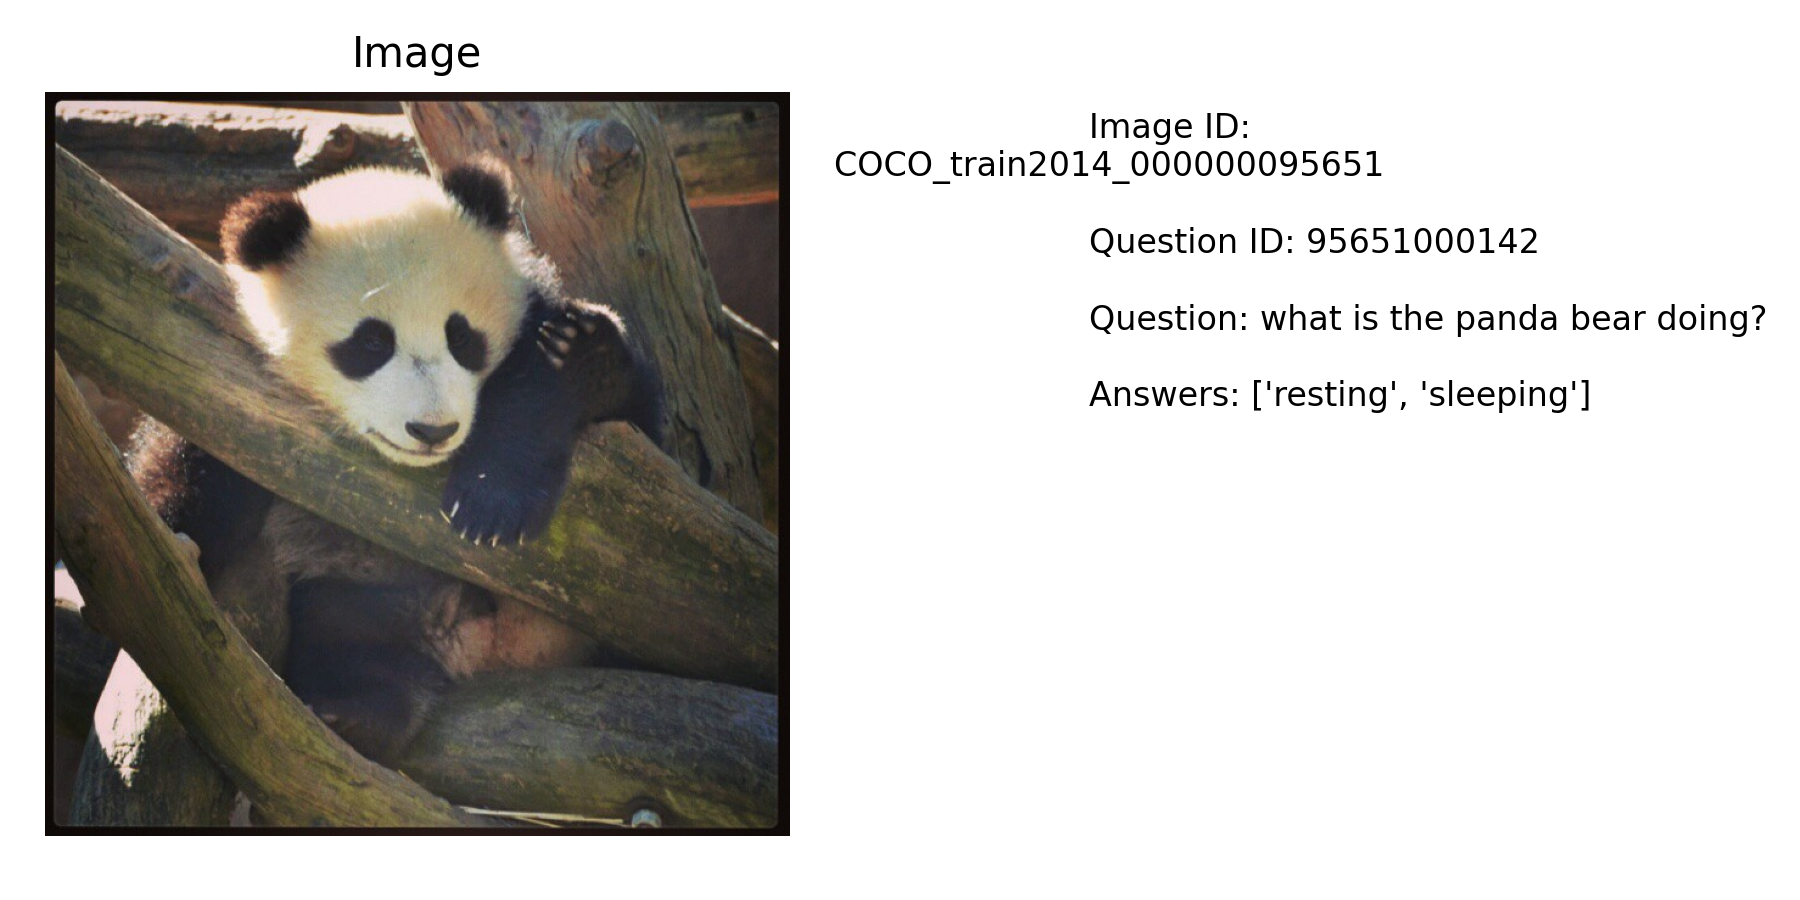 Image
Image ID:
COCO_train2014_000000095651
Question ID: 95651000142
Question: what is the panda bear doing?
Answers: ['resting', 'sleeping']